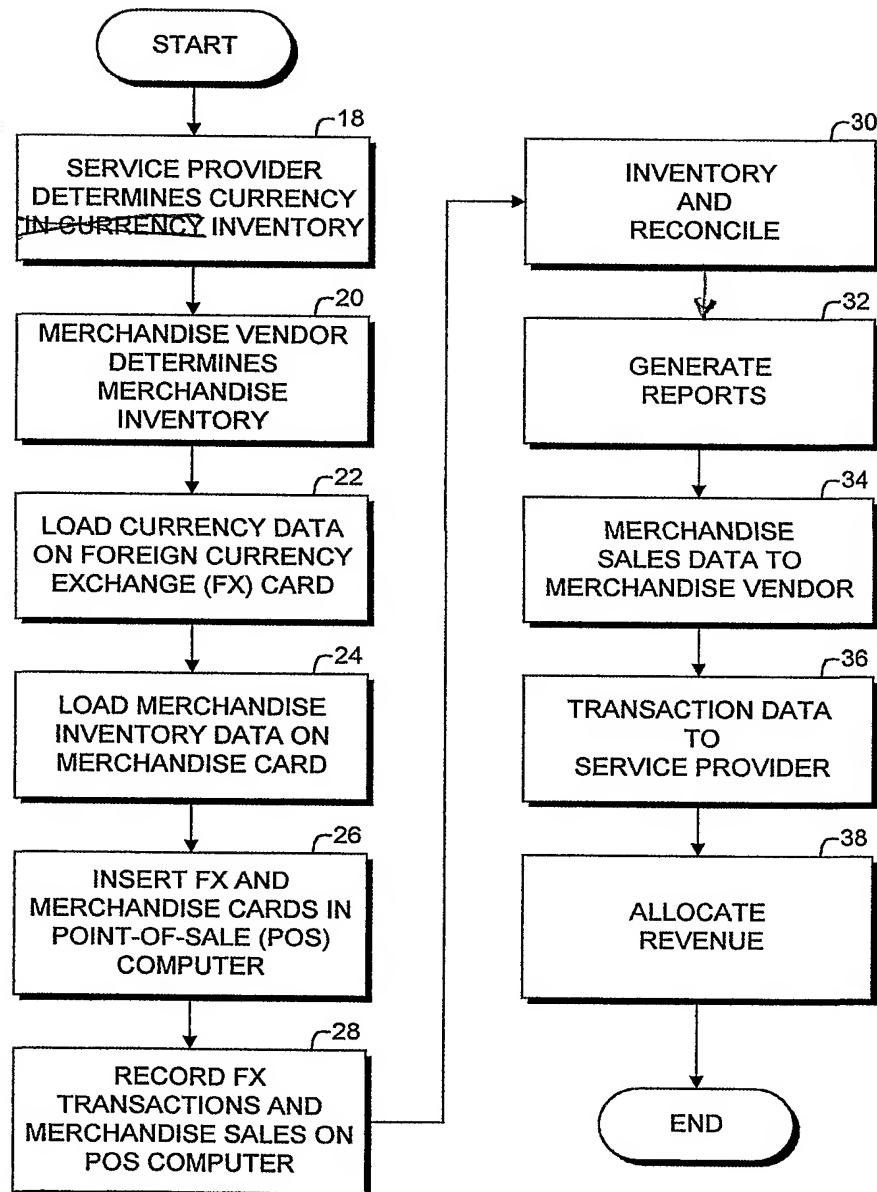 START
18
SERVICE PROVIDER
DETERMINES CURRENCY
IN CURRENCY INVENTORY
20
MERCHANDISE VENDOR
DETERMINES
MERCHANDISE
INVENTORY
22
LOAD CURRENCY DATA
ON FOREIGN CURRENCY
EXCHANGE (FX) CARD
24
LOAD MERCHANDISE
INVENTORY DATA ON
MERCHANDISE CARD
26
INSERT FX AND
MERCHANDISE CARDS IN
POINT-OF-SALE (POS)
COMPUTER
28
RECORD FX
TRANSACTIONS AND
MERCHANDISE SALES ON
POS COMPUTER
30
INVENTORY
AND
RECONCILE
32
GENERATE
REPORTS
34
MERCHANDISE
SALES DATA TO
MERCHANDISE VENDOR
36
TRANSACTION DATA
TO
SERVICE PROVIDER
38
ALLOCATE
REVENUE
END